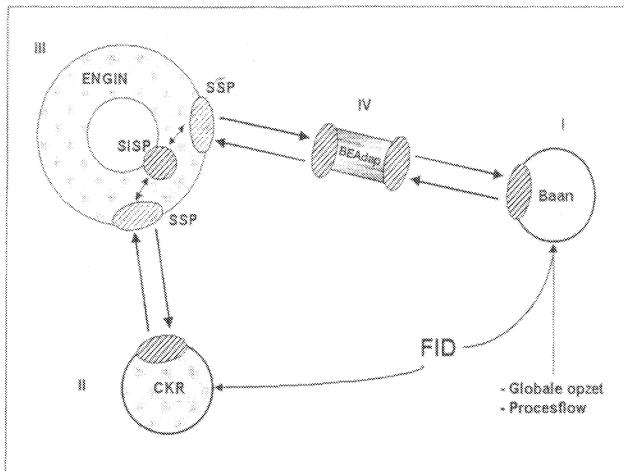 III
ENGIN
SSP
IV
I
SISP
BEAdap
Baan
SSP
FID
II
CKR
- Globale opzet
- Procesflow